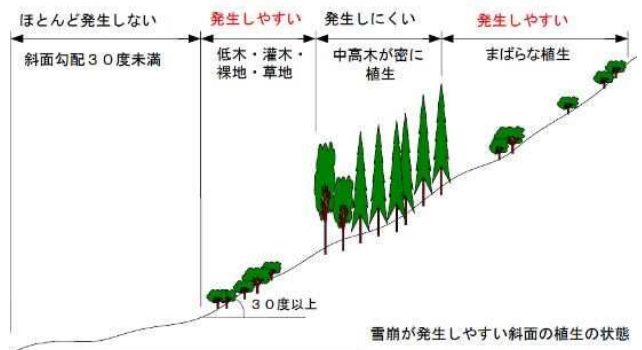 ほとんど発生しない
発生しやすい
発生しにくい
発生しやすい
斜面勾配３０度未満
低木・灌木・
裸地・草地
中高木が密に
植生
まばらな植生
３０度以上
雪崩が発生しやすい斜面の植生の状態